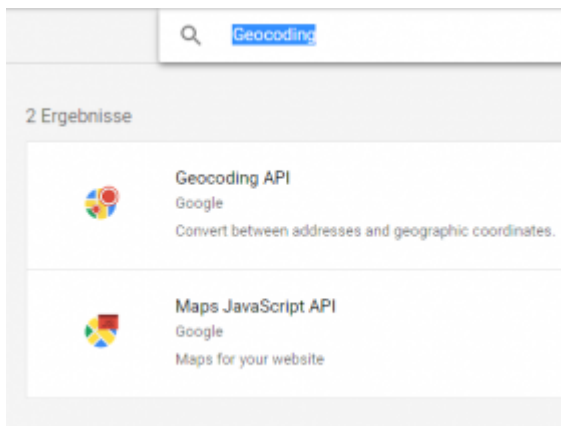 Geocoding
2 Ergebnisse
Geocoding API
Google
Convert between addresses and geographic coordinates.
Maps JavaScript API
Google
Maps for your website